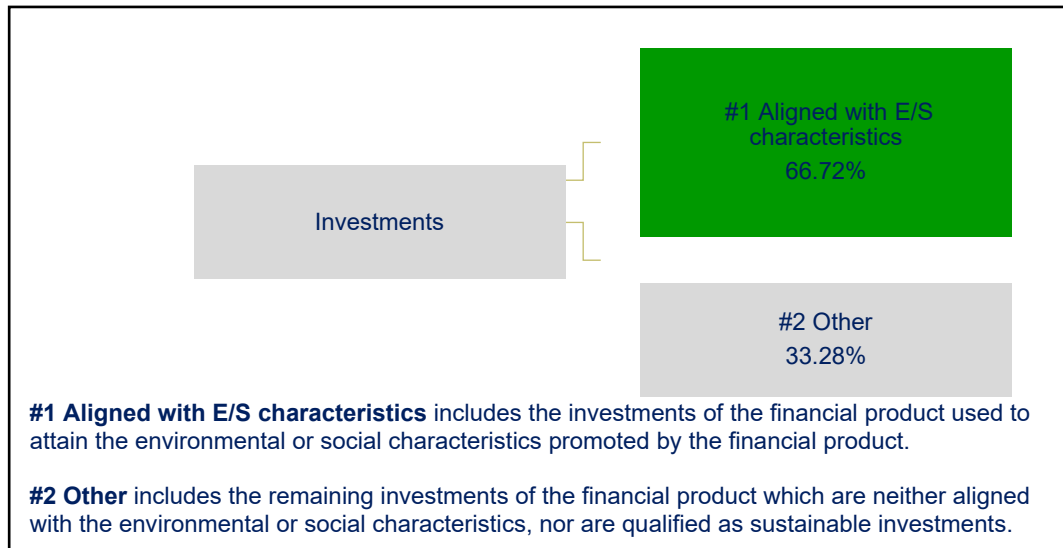 #1 Aligned with E/S
characteristics
66.72%
Investments
#2 Other
33.28%
#1 Aligned with E/S characteristics includes the investments of the financial product used to
attain the environmental or social characteristics promoted by the financial product.
#2 Other includes the remaining investments of the financial product which are neither aligned
with the environmental or social characteristics, nor are qualified as sustainable investments.